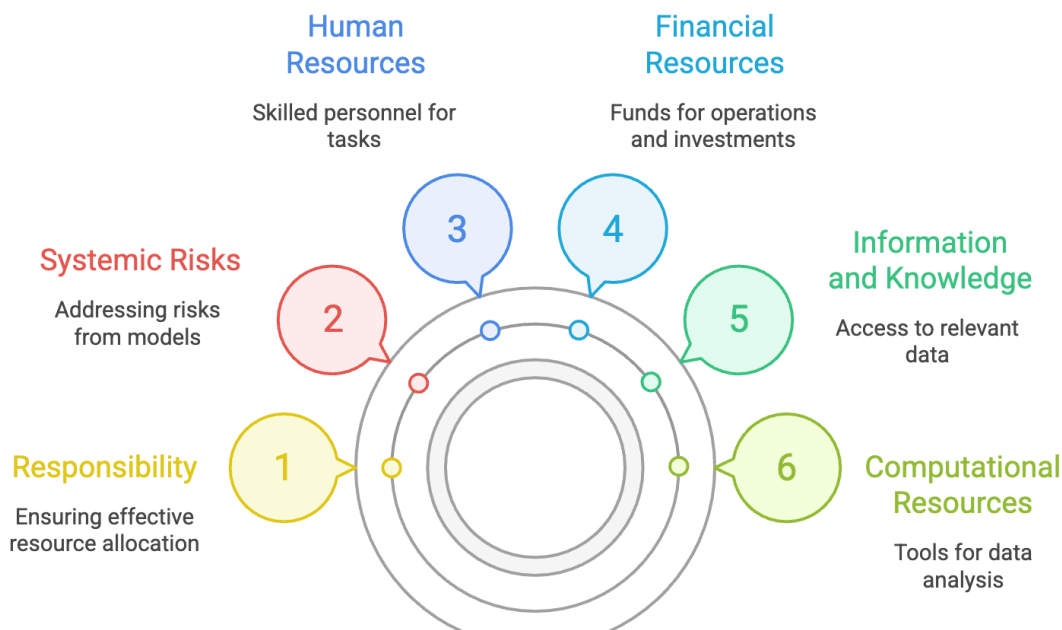 Human
Resources
Skilled personnel for
tasks
Financial
Resources
Funds for operations
and investments
3
4
Systemic Risks
Addressing risks
from models
2
5
Information
and Knowledge
Access to relevant
data
Responsibility
Ensuring effective
resource allocation
1
6
Computational
Resources
Tools for data
analysis